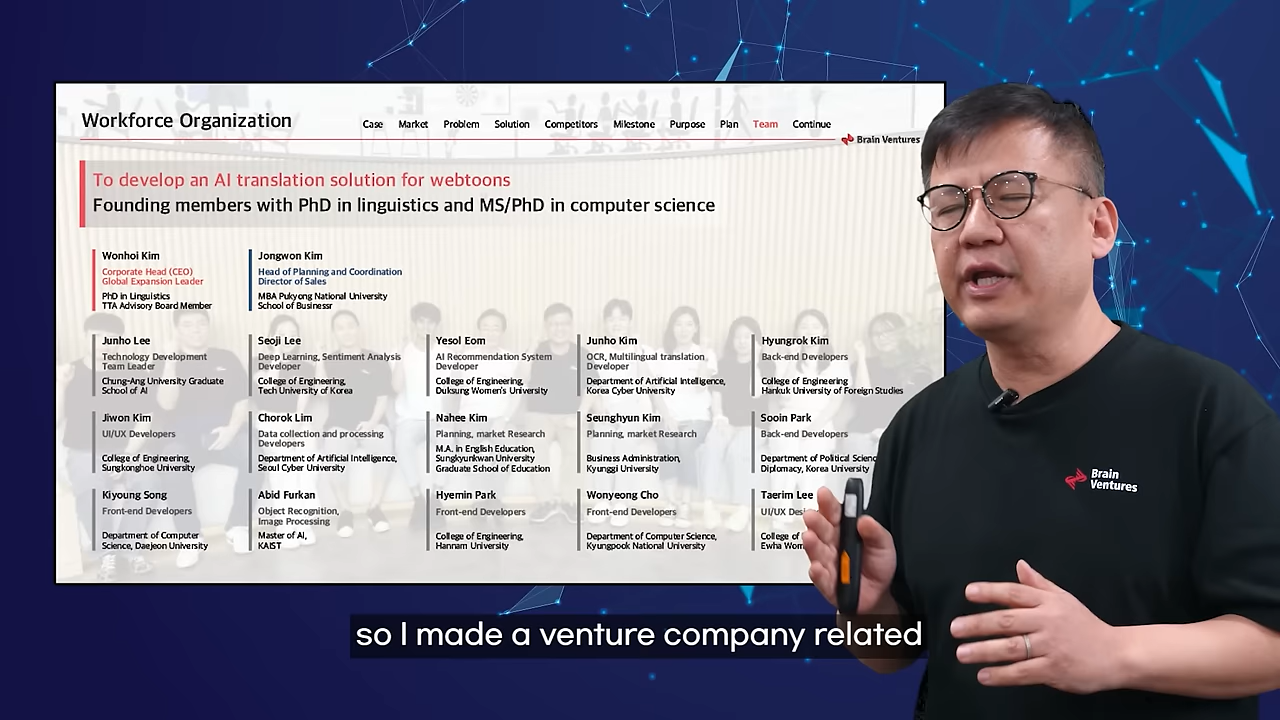 Workforce Organization
Case Market Problem Solution Competitors Milestone Purpose Plan Team Continue
Brain Ventures
To develop an AI translation solution for webtoons
Founding members with PhD in linguistics and MS/PhD in computer science
Wonhoi Kim
Corporate Head (CEO)
Global Expansion Leader
PhD in Linguistics
TTA Advisory Board Member
Jongwon Kim
Head of Planning and Coordination
Director of Sales
MBA Pukyong National University
School of Businessr
Junho Lee
Technology Development
Team Leader
Chung-Ang University Graduate
School of AI
Seoji Lee
Deep Learning, Sentiment Analysis
Developer
College of Engineering,
Tech University of Korea
Yesol Eom
AI Recommendation System
Developer
College of Engineering,
Duksung Women's University
Junho Kim
OCR, Multilingual translation
Developer
Department of Artificial Intelligence,
Korea Cyber University
Hyungrok Kim
Back-end Developers
College of Engineering
Hankuk University of Foreign Studies
Jiwon Kim
UI/UX Developers
College of Engineering,
Sungkonghoe University
Chorok Lim
Data collection and processing
Developers
Department of Artificial Intelligence,
Seoul Cyber University
Nahee Kim
Planning, market Research
M.A. in English Education,
Sungkyunkwan University
Graduate School of Education
Seunghyun Kim
Planning, market Research
Business Administration,
Kyunggi University
Sooin Park
Back-end Developers
Department of Political
Diplomacy, Korea University
Kiyoung Song
Front-end Developers
Department of Computer
Science, Daejeon University
Abid Furkan
Object Recognition,
Image Processing
Master of AI,
KAIST
Hyemin Park
Front-end Developers
College of Engineering,
Hannam University
Wonyeong Cho
Front-end Developers
Department of Computer Science,
Kyungpook National University
Taerim Lee
UI/UX
College of
Ewha
Brain
Ventures
so I made a venture company related